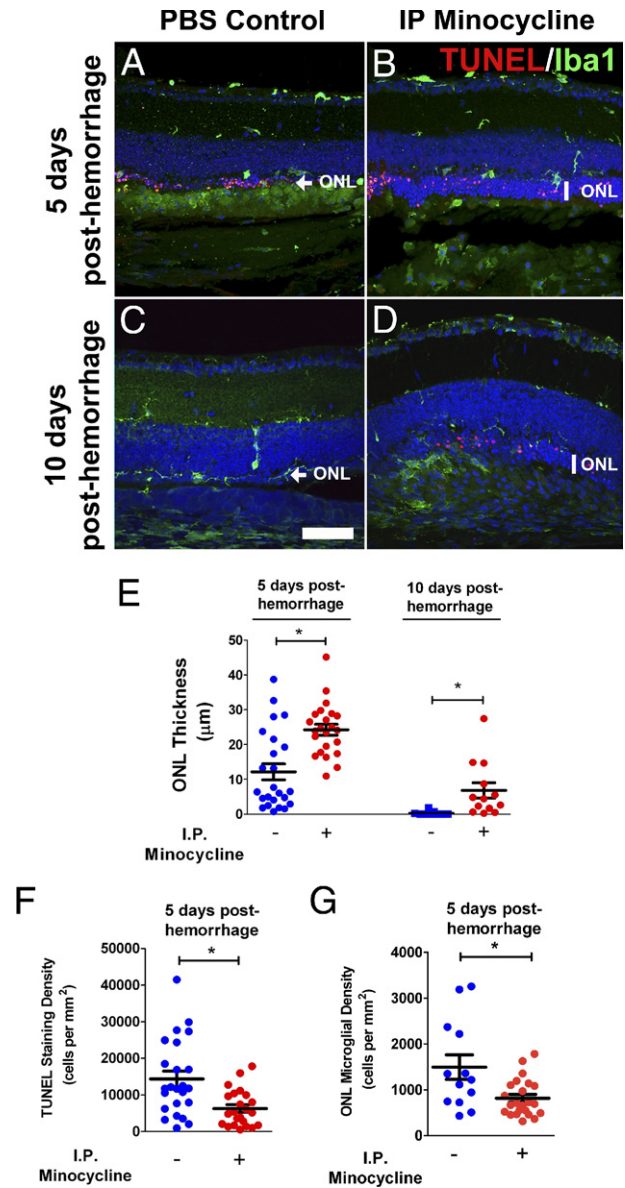 PBS Control
IP Minocycline
5 days
post-hemorrhage
A
ONL
B
TUNEL/Iba1
ONL
10 days
post-hemorrhage
C
ONL
D
ONL
E
5 days post-
hemorrhage
10 days post-
hemorrhage
*
*
ONL Thickness
(μm)
50
40
30
20
10
0
I.P.
Minocycline
-
+
-
+
F
5 days post-
hemorrhage
*
TUNEL Staining Density
(cells per mm²)
50000
40000
30000
20000
10000
0
I.P.
Minocycline
-
+
G
5 days post-
hemorrhage
*
ONL Microglial Density
(cells per mm²)
4000
3000
2000
1000
0
I.P.
Minocycline
-
+